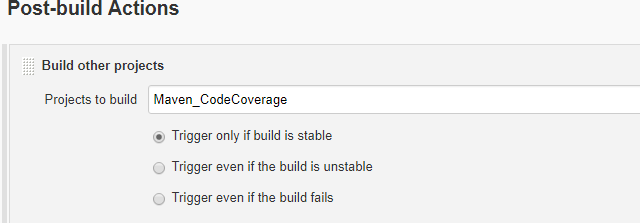 Post-build Actions
Build other projects
Projects to build Maven_CodeCoverage
Trigger only if build is stable
Trigger even if the build is unstable
Trigger even if the build fails